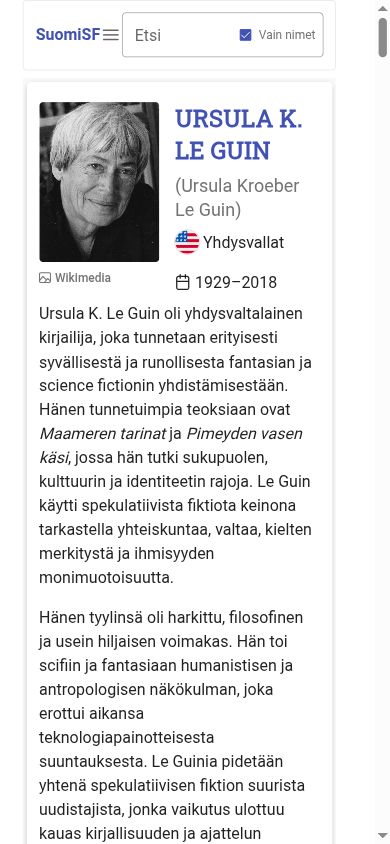 SuomiSF
Etsi
Vain nimet
URSULA K.
LE GUIN
(Ursula Kroeber
Le Guin)
Yhdysvallat
Wikimedia
1929–2018
Ursula K. Le Guin oli yhdysvaltalainen
kirjailija, joka tunnetaan erityisesti
syvällisestä ja runollisesta fantasian ja
science fictionin yhdistämisestään.
Hänen tunnetuimpia teoksiaan ovat
Maameren tarinat ja Pimeyden vasen
käsi, jossa hän tutki sukupuolen,
kulttuurin ja identiteetin rajoja. Le Guin
käytti spekulatiivista fiktiota keinona
tarkastella yhteiskuntaa, valtaa, kielten
merkitystä ja ihmisyyden
monimuotoisuutta.
Hänen tyylinsä oli harkittu, filosofinen
ja usein hiljaisen voimakas. Hän toi
scifiin ja fantasiaan humanistisen ja
antropologisen näkökulman, joka
erottui aikansa
teknologiapainotteisesta
suuntauksesta. Le Guinia pidetään
yhtenä spekulatiivisen fiktion suurista
uudistajista, jonka vaikutus ulottuu
kauas kirjallisuuden ja ajattelun